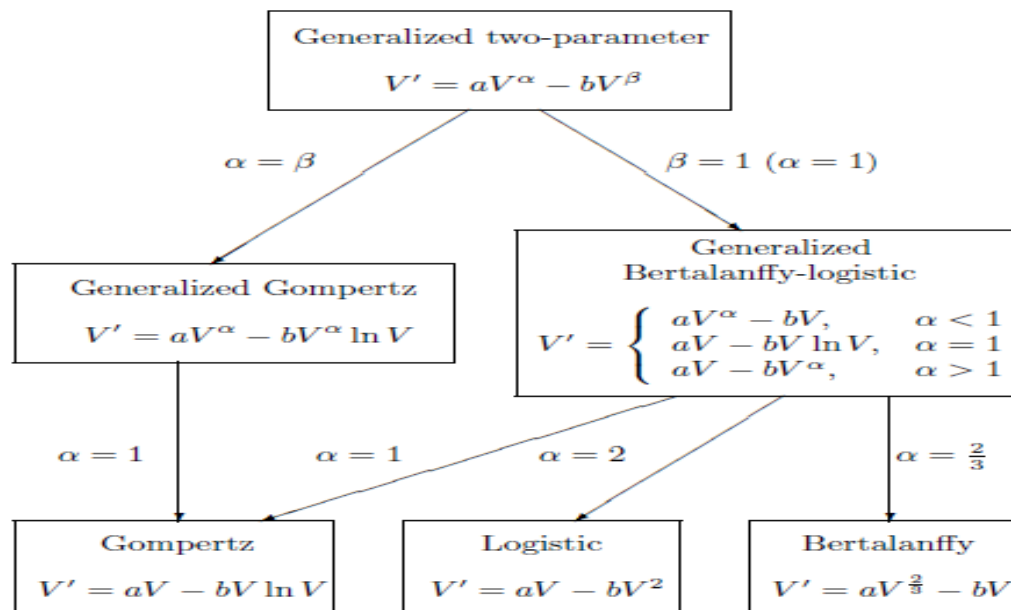 Generalized two-parameter
V′ = aV^α − bV^β
α = β
β = 1 (α = 1)
Generalized Gompertz
V′ = aV^α − bV^α ln V
Generalized
Bertalanffy-logistic
V′ = { aV^α − bV, α < 1
aV − bV ln V, α = 1
aV − bV^α, α > 1
α = 1
α = 1
α = 2
α = 2/3
Gompertz
V′ = aV − bV ln V
Logistic
V′ = aV − bV²
Bertalanffy
V′ = aV^(2/3) − bV